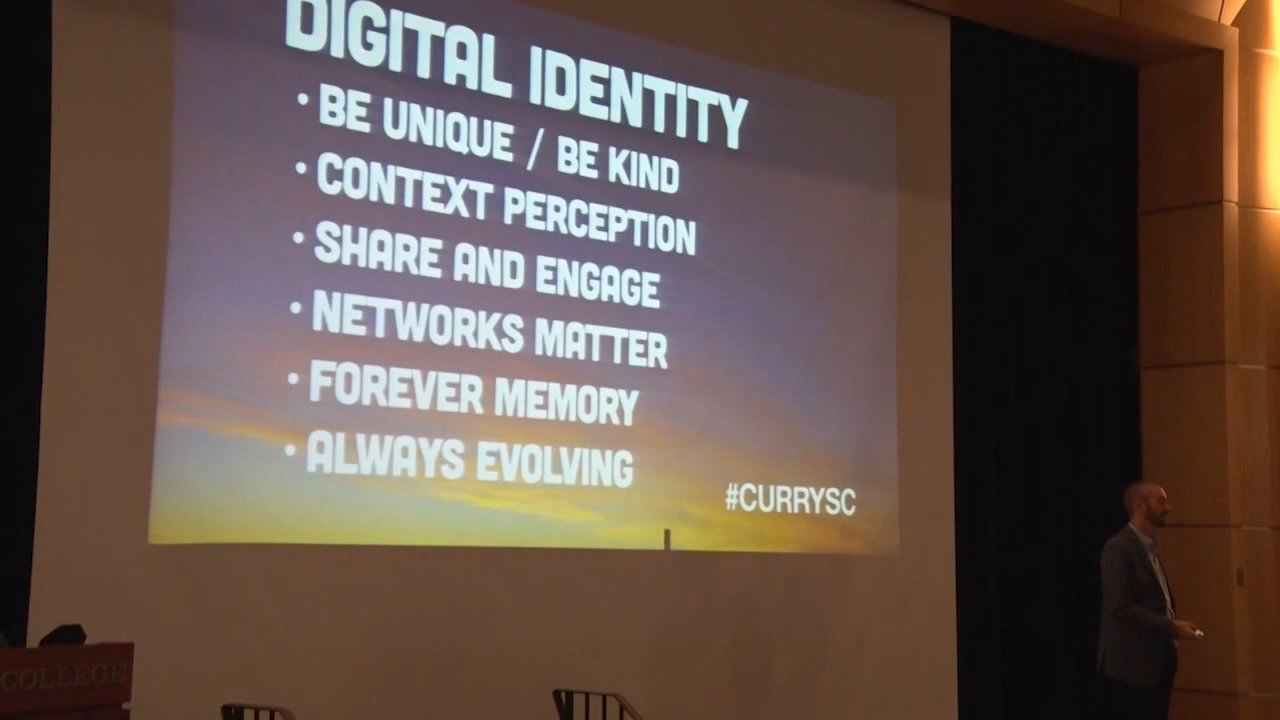 DIGITAL IDENTITY
• BE UNIQUE / BE KIND
• CONTEXT PERCEPTION
• SHARE AND ENGAGE
• NETWORKS MATTER
• FOREVER MEMORY
• ALWAYS EVOLVING
#CURRYSC
COLLEGE